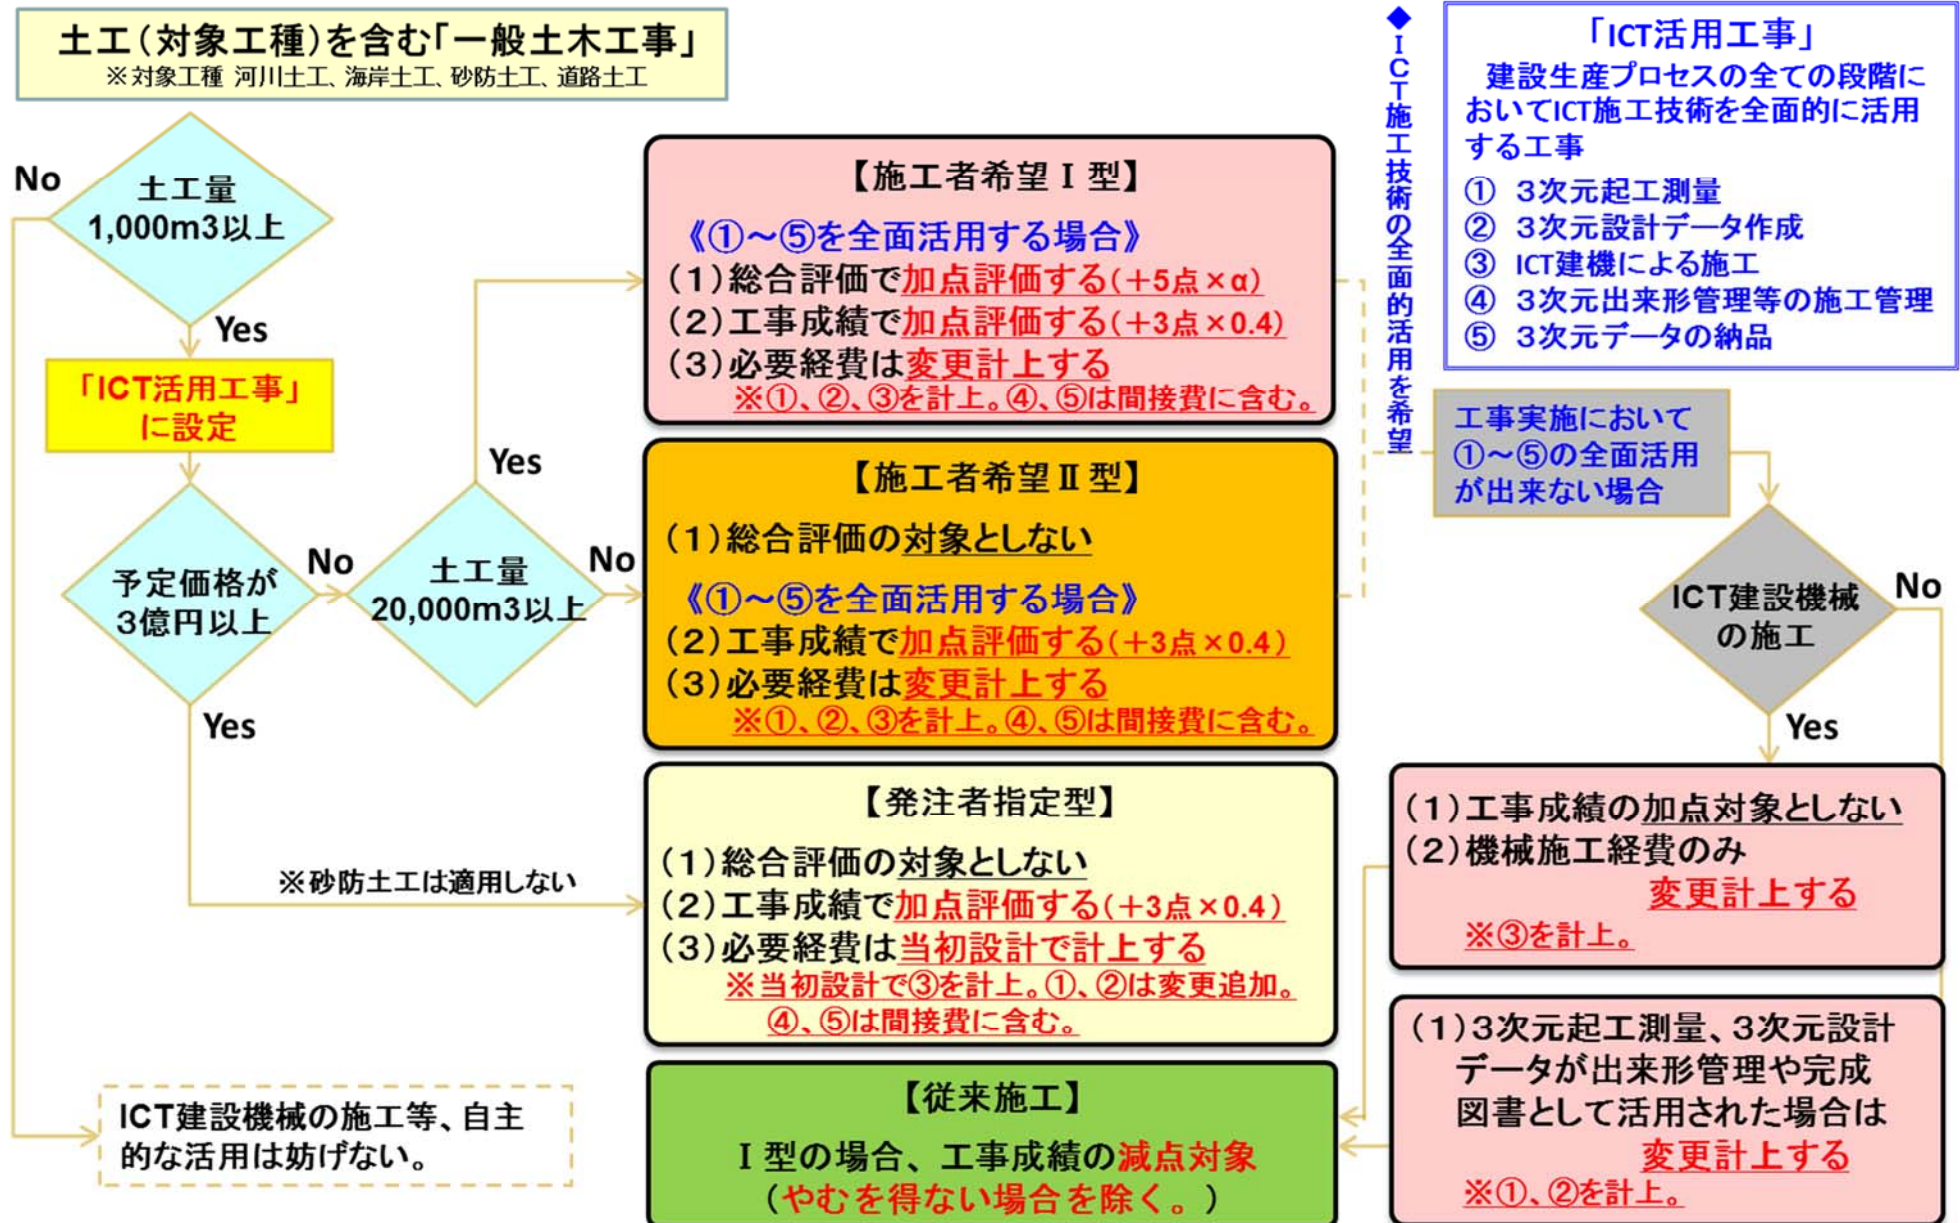 土工(対象工種)を含む「一般土木工事」
※対象工種 河川土工、海岸土工、砂防土工、道路土工
No
土工量
1,000m3以上
Yes
「ICT活用工事」
に設定
予定価格が
3億円以上
No
Yes
※砂防土工は適用しない
土工量
20,000m3以上
Yes
No
ICT建設機械の施工等、自主
的な活用は妨げない。
【施工者希望Ⅰ型】
《①～⑤を全面活用する場合》
(1)総合評価で加点評価する(+5点×α)
(2)工事成績で加点評価する(+3点×0.4)
(3)必要経費は変更計上する
※①、②、③を計上。④、⑤は間接費に含む。
【施工者希望Ⅱ型】
(1)総合評価の対象としない
《①～⑤を全面活用する場合》
(2)工事成績で加点評価する(+3点×0.4)
(3)必要経費は変更計上する
※①、②、③を計上。④、⑤は間接費に含む。
【発注者指定型】
(1)総合評価の対象としない
(2)工事成績で加点評価する(+3点×0.4)
(3)必要経費は当初設計で計上する
※当初設計で③を計上。①、②は変更追加。
④、⑤は間接費に含む。
【従来施工】
Ⅰ型の場合、工事成績の減点対象
(やむを得ない場合を除く。)
◆ICT施工技術の全面的活用を希望
「ICT活用工事」
建設生産プロセスの全ての段階に
おいてICT施工技術を全面的に活用
する工事
① 3次元起工測量
② 3次元設計データ作成
③ ICT建機による施工
④ 3次元出来形管理等の施工管理
⑤ 3次元データの納品
工事実施において
①～⑤の全面活用
が出来ない場合
ICT建設機械
の施工
No
Yes
(1)工事成績の加点対象としない
(2)機械施工経費のみ
変更計上する
※③を計上。
(1)3次元起工測量、3次元設計
データが出来形管理や完成
図書として活用された場合は
変更計上する
※①、②を計上。